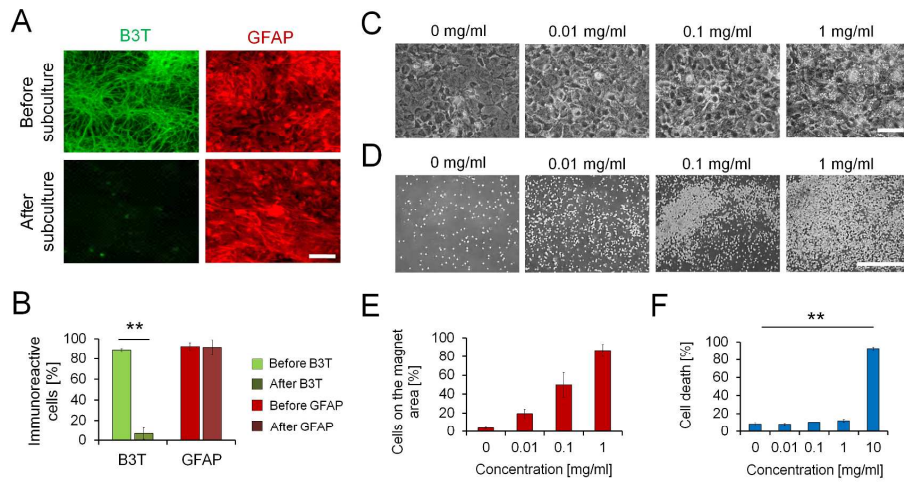 A
B3T GFAP
Before
subculture
After
subculture
B
**
Immunoreactive
cells [%]
100
80
60
40
20
0
B3T GFAP
Before B3T
After B3T
Before GFAP
After GFAP
C
0 mg/ml 0.01 mg/ml 0.1 mg/ml 1 mg/ml
D
0 mg/ml 0.01 mg/ml 0.1 mg/ml 1 mg/ml
E
Cells on the magnet
area [%]
100
80
60
40
20
0 0.01 0.1 1
Concentration [mg/ml]
F
**
Cell death [%]
100
80
60
40
20
0
0 0.01 0.1 1 10
Concentration [mg/ml]